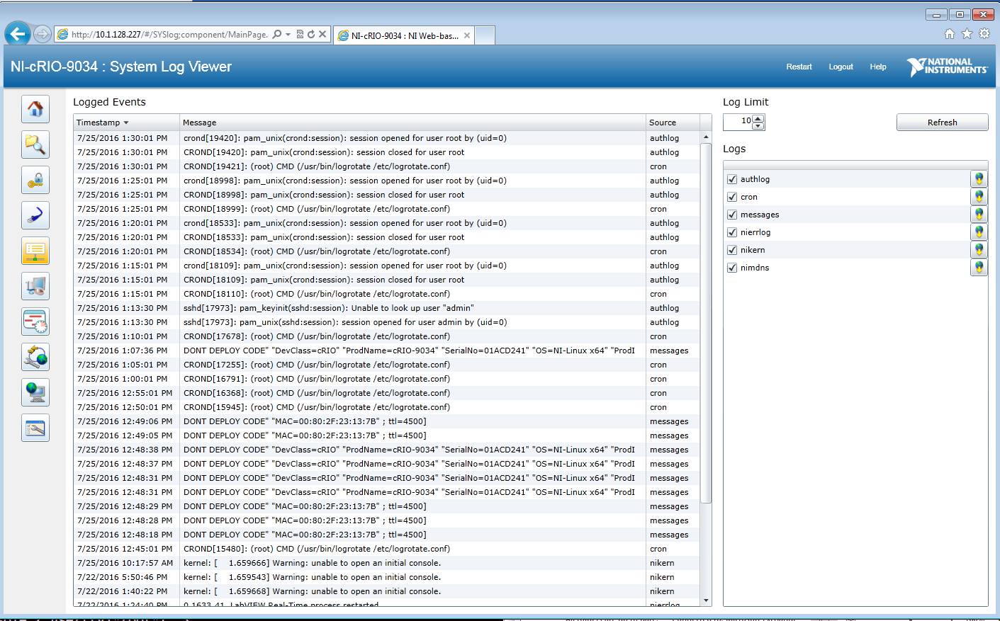 http://10.1.128.227/#/SYSlog;component/MainPage.
NI-cRIO-9034 : NI Web-bas...
NI-cRIO-9034 : System Log Viewer
Restart Logout Help
NATIONAL INSTRUMENTS
Logged Events
Timestamp Message Source
7/25/2016 1:30:01 PM crond[19420]: pam_unix(crond:session): session opened for user root by (uid=0) authlog
7/25/2016 1:30:01 PM CROND[19420]: pam_unix(crond:session): session closed for user root authlog
7/25/2016 1:30:01 PM CROND[19421]: (root) CMD (/usr/bin/logrotate /etc/logrotate.conf) cron
7/25/2016 1:25:01 PM crond[18998]: pam_unix(crond:session): session opened for user root by (uid=0) authlog
7/25/2016 1:25:01 PM CROND[18998]: pam_unix(crond:session): session closed for user root authlog
7/25/2016 1:25:01 PM CROND[18999]: (root) CMD (/usr/bin/logrotate /etc/logrotate.conf) cron
7/25/2016 1:20:01 PM crond[18533]: pam_unix(crond:session): session opened for user root by (uid=0) authlog
7/25/2016 1:20:01 PM CROND[18533]: pam_unix(crond:session): session closed for user root authlog
7/25/2016 1:20:01 PM CROND[18534]: (root) CMD (/usr/bin/logrotate /etc/logrotate.conf) cron
7/25/2016 1:15:01 PM crond[18109]: pam_unix(crond:session): session opened for user root by (uid=0) authlog
7/25/2016 1:15:01 PM CROND[18109]: pam_unix(crond:session): session closed for user root authlog
7/25/2016 1:15:01 PM CROND[18110]: (root) CMD (/usr/bin/logrotate /etc/logrotate.conf) cron
7/25/2016 1:13:30 PM sshd[17973]: pam_keyinit(sshd:session): Unable to look up user "admin" authlog
7/25/2016 1:13:30 PM sshd[17973]: pam_unix(sshd:session): session opened for user admin by (uid=0) authlog
7/25/2016 1:10:01 PM CROND[17678]: (root) CMD (/usr/bin/logrotate /etc/logrotate.conf) cron
7/25/2016 1:07:36 PM DONT DEPLOY CODE" "DevClass=cRIO" "ProdName=cRIO-9034" "SerialNo=01ACD241" "OS=NI-Linux x64" "ProdI messages
7/25/2016 1:05:01 PM CROND[17255]: (root) CMD (/usr/bin/logrotate /etc/logrotate.conf) cron
7/25/2016 1:00:01 PM CROND[16791]: (root) CMD (/usr/bin/logrotate /etc/logrotate.conf) cron
7/25/2016 12:55:01 PM CROND[16368]: (root) CMD (/usr/bin/logrotate /etc/logrotate.conf) cron
7/25/2016 12:50:01 PM CROND[15945]: (root) CMD (/usr/bin/logrotate /etc/logrotate.conf) cron
7/25/2016 12:49:06 PM DONT DEPLOY CODE" "MAC=00:80:2F:23:13:7B" ; ttl=4500] messages
7/25/2016 12:49:05 PM DONT DEPLOY CODE" "MAC=00:80:2F:23:13:7B" ; ttl=4500] messages
7/25/2016 12:48:38 PM DONT DEPLOY CODE" "DevClass=cRIO" "ProdName=cRIO-9034" "SerialNo=01ACD241" "OS=NI-Linux x64" "ProdI messages
7/25/2016 12:48:37 PM DONT DEPLOY CODE" "DevClass=cRIO" "ProdName=cRIO-9034" "SerialNo=01ACD241" "OS=NI-Linux x64" "ProdI messages
7/25/2016 12:48:31 PM DONT DEPLOY CODE" "DevClass=cRIO" "ProdName=cRIO-9034" "SerialNo=01ACD241" "OS=NI-Linux x64" "ProdI messages
7/25/2016 12:48:31 PM DONT DEPLOY CODE" "DevClass=cRIO" "ProdName=cRIO-9034" "SerialNo=01ACD241" "OS=NI-Linux x64" "ProdI messages
7/25/2016 12:48:29 PM DONT DEPLOY CODE" "MAC=00:80:2F:23:13:7B" ; ttl=4500] messages
7/25/2016 12:48:28 PM DONT DEPLOY CODE" "MAC=00:80:2F:23:13:7B" ; ttl=4500] messages
7/25/2016 12:48:18 PM DONT DEPLOY CODE" "MAC=00:80:2F:23:13:7B" ; ttl=4500] messages
7/25/2016 12:45:01 PM CROND[15480]: (root) CMD (/usr/bin/logrotate /etc/logrotate.conf) cron
7/25/2016 10:17:57 AM kernel: [ 1.659666] Warning: unable to open an initial console. nikern
7/22/2016 5:50:46 PM kernel: [ 1.659543] Warning: unable to open an initial console. nikern
7/22/2016 1:40:22 PM kernel: [ 1.659668] Warning: unable to open an initial console. nikern
7/22/2016 1:24:40 PM 0.1633.41 LabVIEW Real-Time process restarted nierrlog
Log Limit
10 Refresh
Logs
authlog
cron
messages
nierrlog
nikern
nimdns